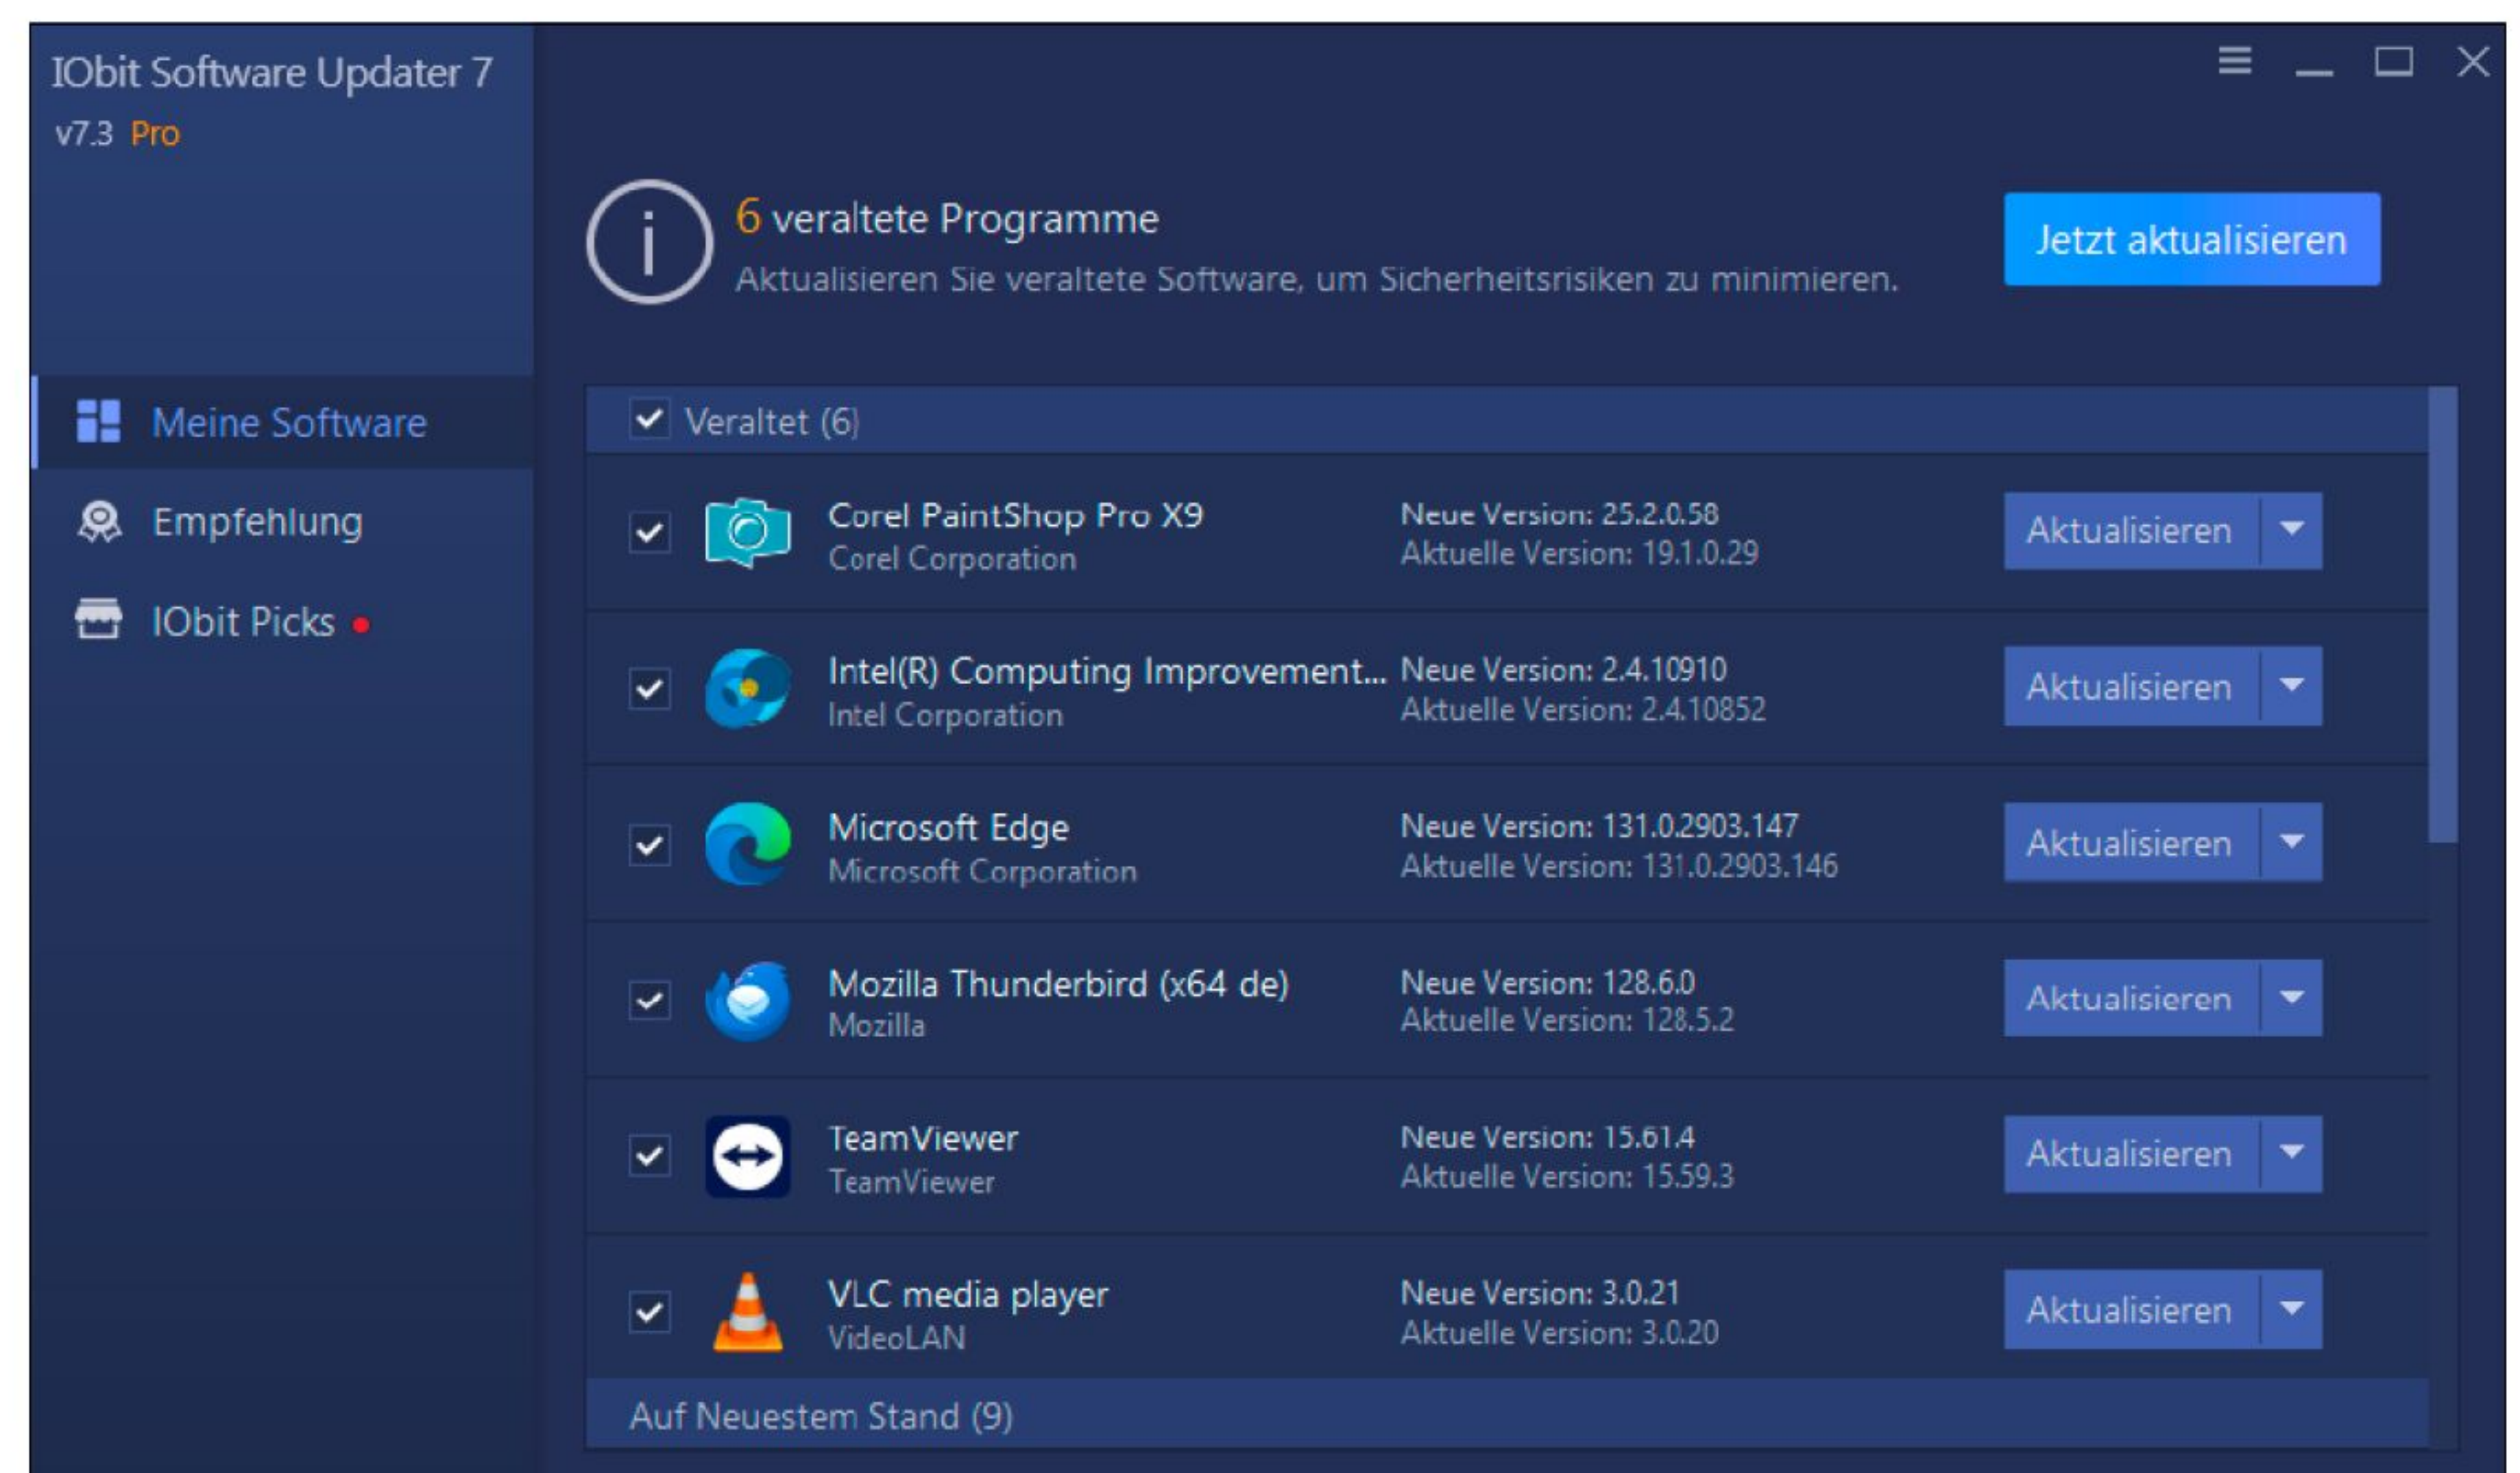 IObit Software Updater 7
v7.3 Pro
6 veraltete Programme
Aktualisieren Sie veraltete Software, um Sicherheitsrisiken zu minimieren.
Jetzt aktualisieren
Meine Software
Empfehlung
IObit Picks
Veraltet (6)
Corel PaintShop Pro X9
Corel Corporation
Neue Version: 25.2.0.58
Aktuelle Version: 19.1.0.29
Aktualisieren
Intel(R) Computing Improvement...
Intel Corporation
Neue Version: 2.4.10910
Aktuelle Version: 2.4.10852
Aktualisieren
Microsoft Edge
Microsoft Corporation
Neue Version: 131.0.2903.147
Aktuelle Version: 131.0.2903.146
Aktualisieren
Mozilla Thunderbird (x64 de)
Mozilla
Neue Version: 128.6.0
Aktuelle Version: 128.5.2
Aktualisieren
TeamViewer
TeamViewer
Neue Version: 15.61.4
Aktuelle Version: 15.59.3
Aktualisieren
VLC media player
VideoLAN
Neue Version: 3.0.21
Aktuelle Version: 3.0.20
Aktualisieren
Auf Neuestem Stand (9)